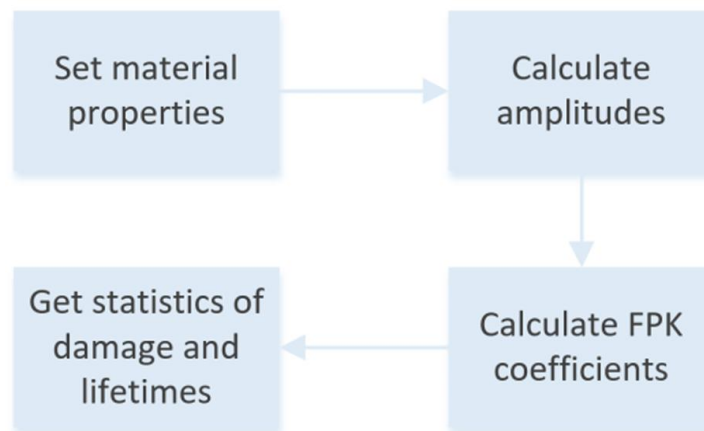 Set material
properties
Calculate
amplitudes
Calculate FPK
coefficients
Get statistics of
damage and
lifetimes